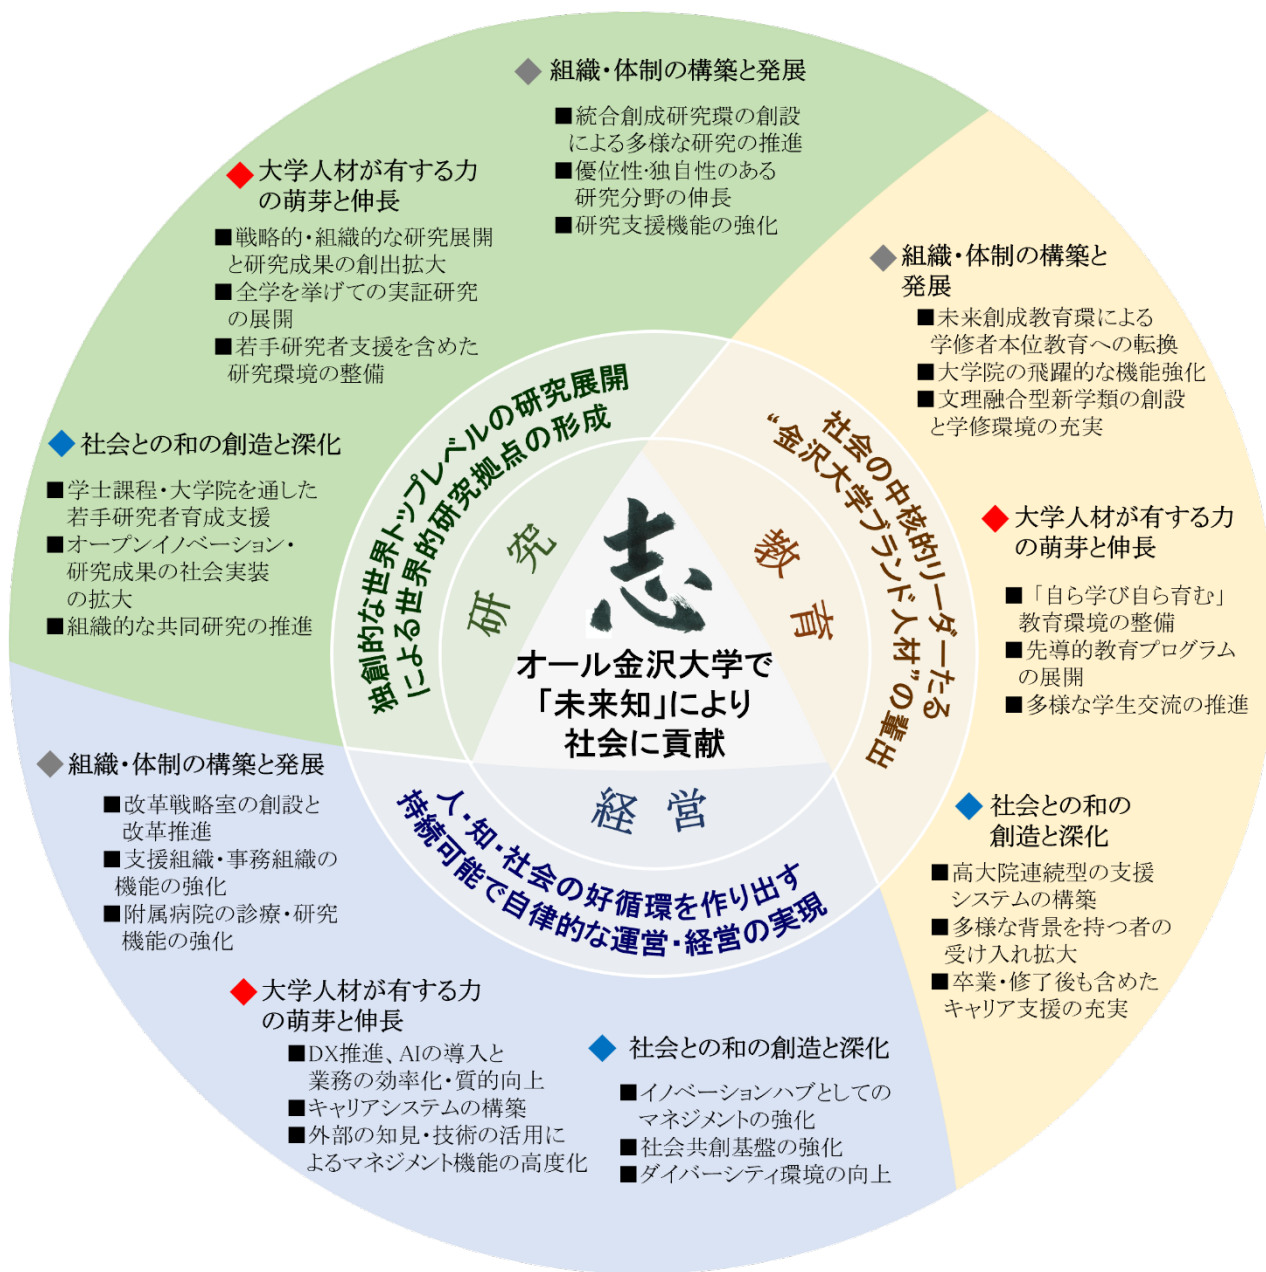 ◆ 組織・体制の構築と発展
■統合創成研究環の創設
による多様な研究の推進
■優位性・独自性のある
研究分野の伸長
■研究支援機能の強化
◆大学人材が有する力
の萌芽と伸長
■戦略的・組織的な研究展開
と研究成果の創出拡大
■全学を挙げての実証研究
の展開
■若手研究者支援を含めた
研究環境の整備
◆社会との和の創造と深化
■学士課程・大学院を通した
若手研究者育成支援
■オープンイノベーション・
研究成果の社会実装
の拡大
■組織的な共同研究の推進
独創的な世界トップレベルの研究展開
による世界的研究拠点の形成
研究
◆組織・体制の構築と
発展
■未来創成教育環による
学修者本位教育への転換
■大学院の飛躍的な機能強化
■文理融合型新学類の創設
と学修環境の充実
◆大学人材が有する力
の萌芽と伸長
■「自ら学び自ら育む」
教育環境の整備
■先導的教育プログラム
の展開
■多様な学生交流の推進
◆ 社会との和の
創造と深化
■高大院連続型の支援
システムの構築
■多様な背景を持つ者の
受け入れ拡大
■卒業・修了後も含めた
キャリア支援の充実
社会の中核的リーダーたる
“金沢大学ブランド人材”の輩出
教育
志
オール金沢大学で
「未来知」により
社会に貢献
経営
人・知・社会の好循環を作り出す
持続可能で自律的な運営・経営の実現
◆組織・体制の構築と発展
■改革戦略室の創設と
改革推進
■支援組織・事務組織の
機能の強化
■附属病院の診療・研究
機能の強化
◆大学人材が有する力
の萌芽と伸長
■DX推進、AIの導入と
業務の効率化・質的向上
■キャリアシステムの構築
■外部の知見・技術の活用に
よるマネジメント機能の高度化
◆ 社会との和の創造と深化
■イノベーションハブとしての
マネジメントの強化
■社会共創基盤の強化
■ダイバーシティ環境の向上